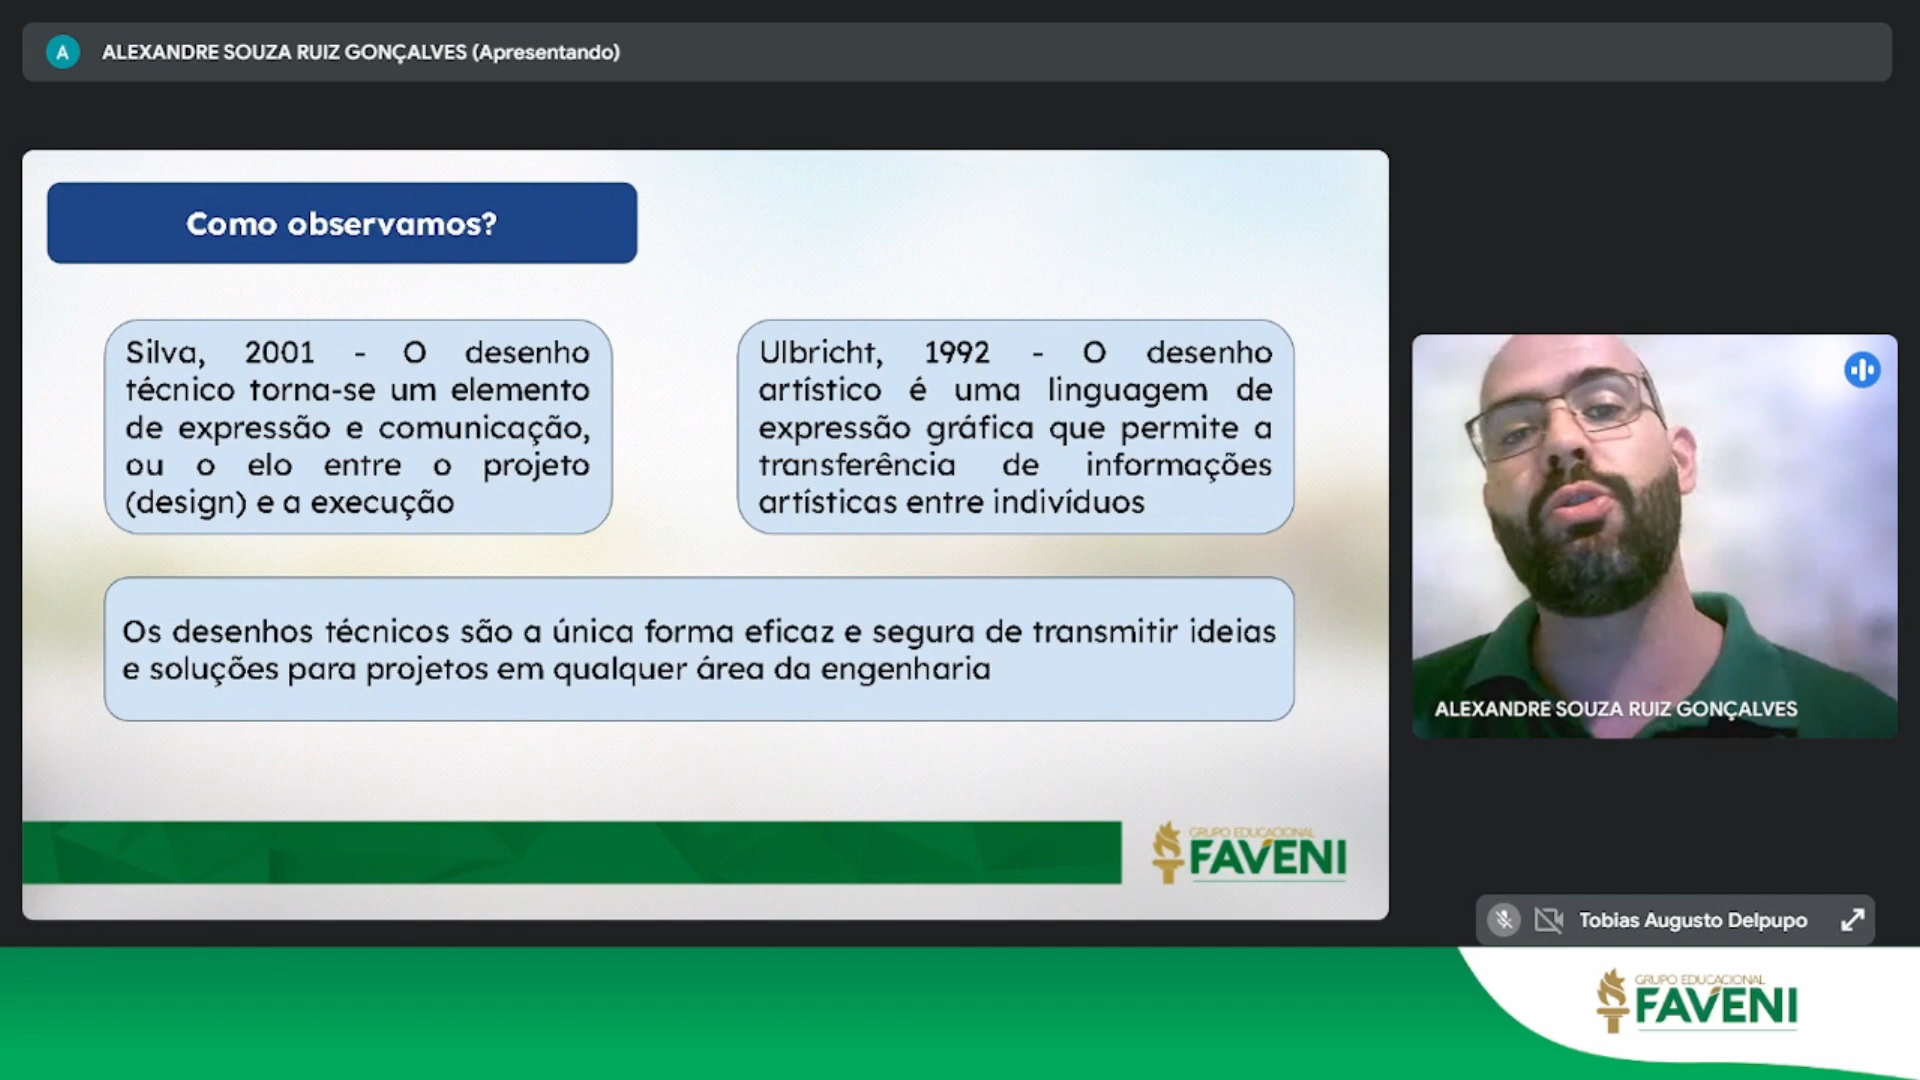 A ALEXANDRE SOUZA RUIZ GONÇALVES (Apresentando)
Como observamos?
Silva, 2001 - O desenho
técnico torna-se um elemento
de expressão e comunicação,
ou o elo entre o projeto
(design) e a execução
Ulbricht, 1992 - O desenho
artístico é uma linguagem de
expressão gráfica que permite a
transferência de informações
artísticas entre indivíduos
Os desenhos técnicos são a única forma eficaz e segura de transmitir ideias
e soluções para projetos em qualquer área da engenharia
GRUPO EDUCACIONAL
FAVENI
ALEXANDRE SOUZA RUIZ GONÇALVES
Tobias Augusto Delpupo
GRUPO EDUCACIONAL
FAVENI